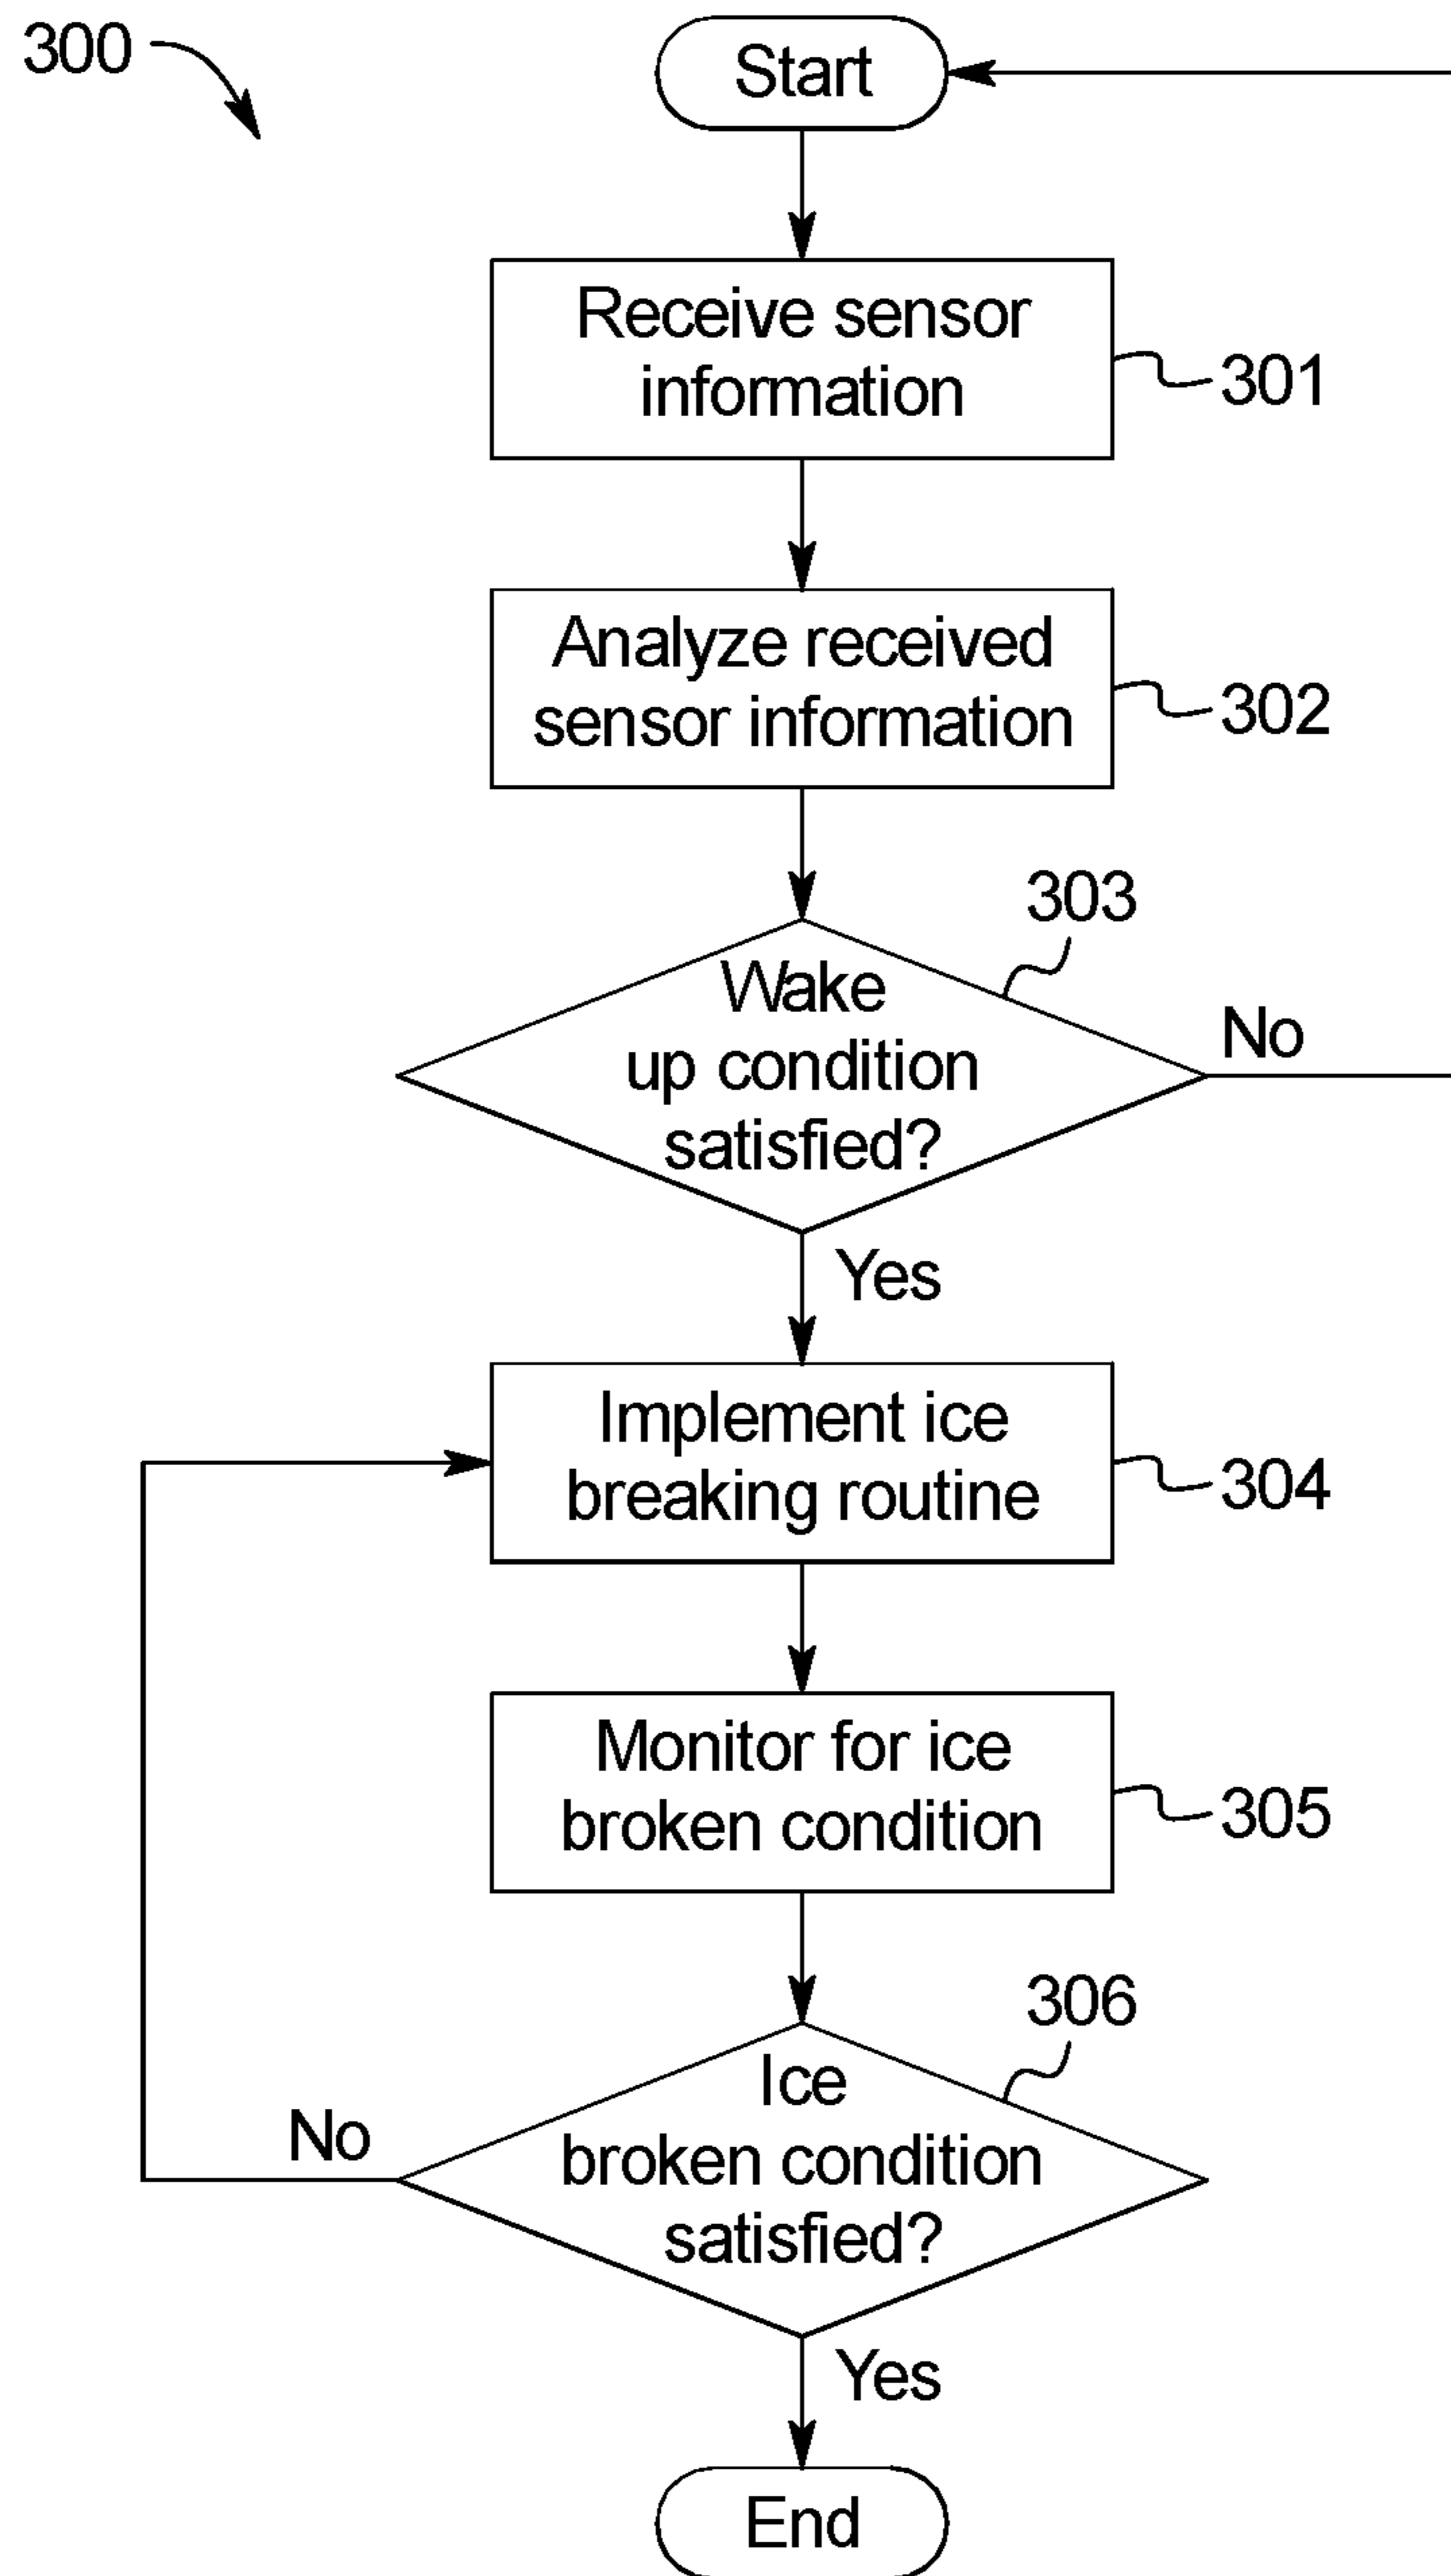 300
Start
Receive sensor
information
301
Analyze received
sensor information
302
303
Wake
up condition
satisfied?
No
Yes
Implement ice
breaking routine
304
Monitor for ice
broken condition
305
306
Ice
broken condition
satisfied?
No
Yes
End